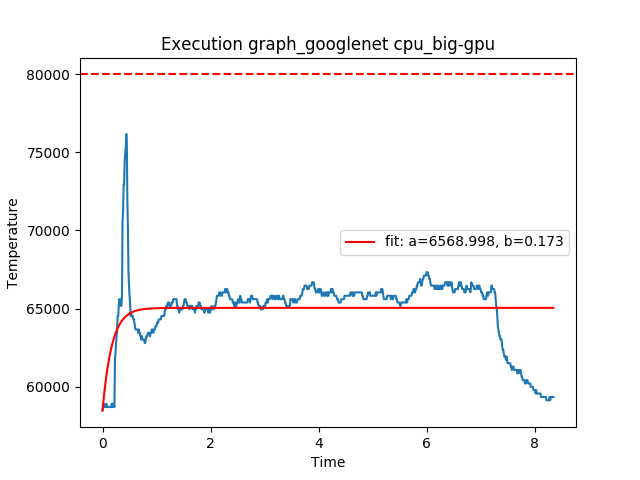 Execution graph_googlenet cpu_big-gpu
80000
75000
70000
65000
60000
Temperature
fit: a=6568.998, b=0.173
0
2
4
6
8
Time